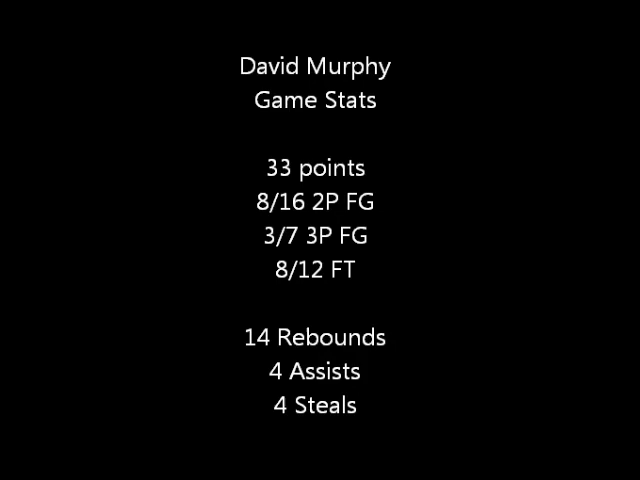 David Murphy
Game Stats
33 points
8/16 2P FG
3/7 3P FG
8/12 FT
14 Rebounds
4 Assists
4 Steals